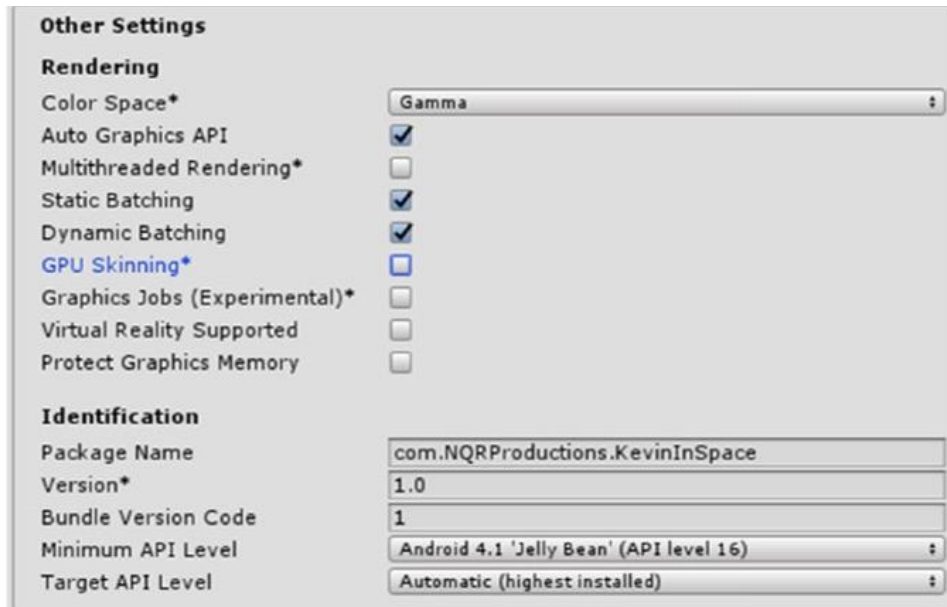 Other Settings
Rendering
Color Space* Gamma
Auto Graphics API
Multithreaded Rendering*
Static Batching
Dynamic Batching
GPU Skinning*
Graphics Jobs (Experimental)*
Virtual Reality Supported
Protect Graphics Memory
Identification
Package Name com.NQRProductions.KevinInSpace
Version* 1.0
Bundle Version Code 1
Minimum API Level Android 4.1 'Jelly Bean' (API level 16)
Target API Level Automatic (highest installed)